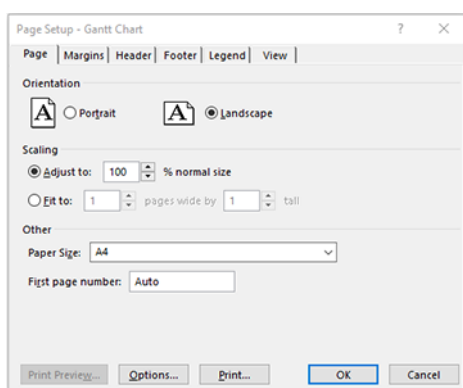 Page Setup - Gantt Chart ? ×
Page Margins Header Footer Legend View
Orientation
A Portrait A Landscape
Scaling
Adjust to: 100 % normal size
Fit to: 1 pages wide by 1 tall
Other
Paper Size: A4
First page number: Auto
Print Preview... Options... Print... OK Cancel